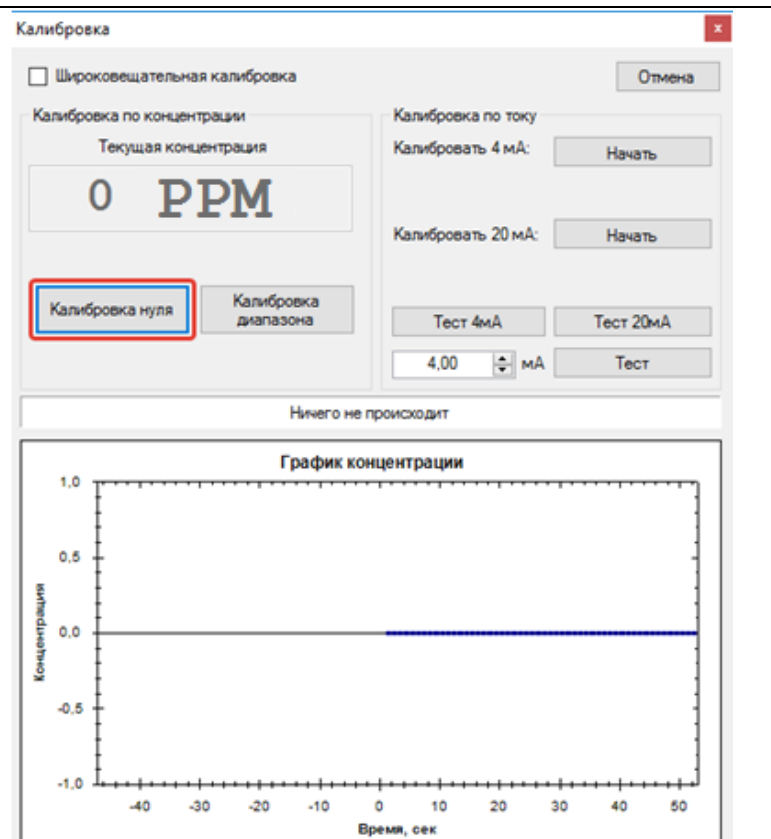 Калибровка
x
Широковещательная калибровка
Отмена
Калибровка по концентрации
Текущая концентрация
0 PPM
Калибровка нуля
Калибровка
диапазона
Калибровка по току
Калибровать 4 мА:
Начать
Калибровать 20 мА:
Начать
Тест 4мА
Тест 20мА
4,00
мА
Тест
Ничего не происходит
График концентрации
Концентрация
1,0
0,5
0,0
-0,5
-1,0
-40 -30 -20 -10 0 10 20 30 40 50
Время, сек